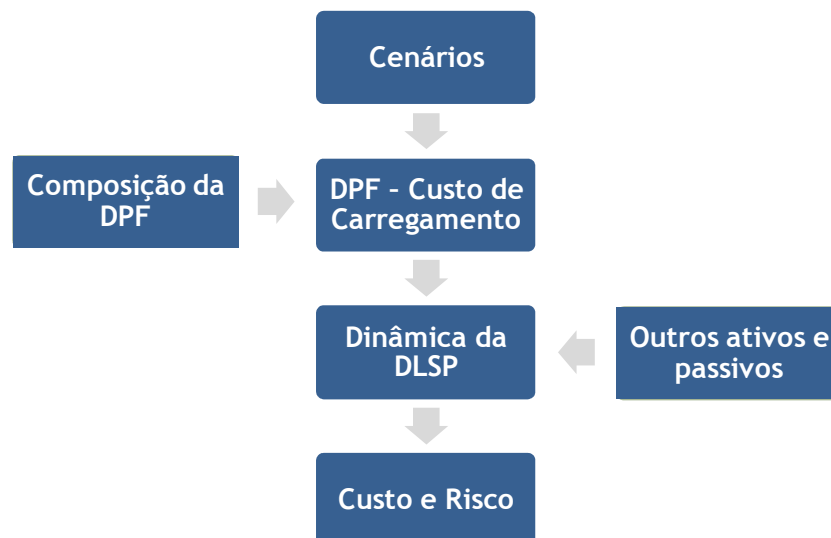 Cenários
Composição da
DPF
DPF – Custo de
Carregamento
Dinâmica da
DLSP
Outros ativos e
passivos
Custo e Risco